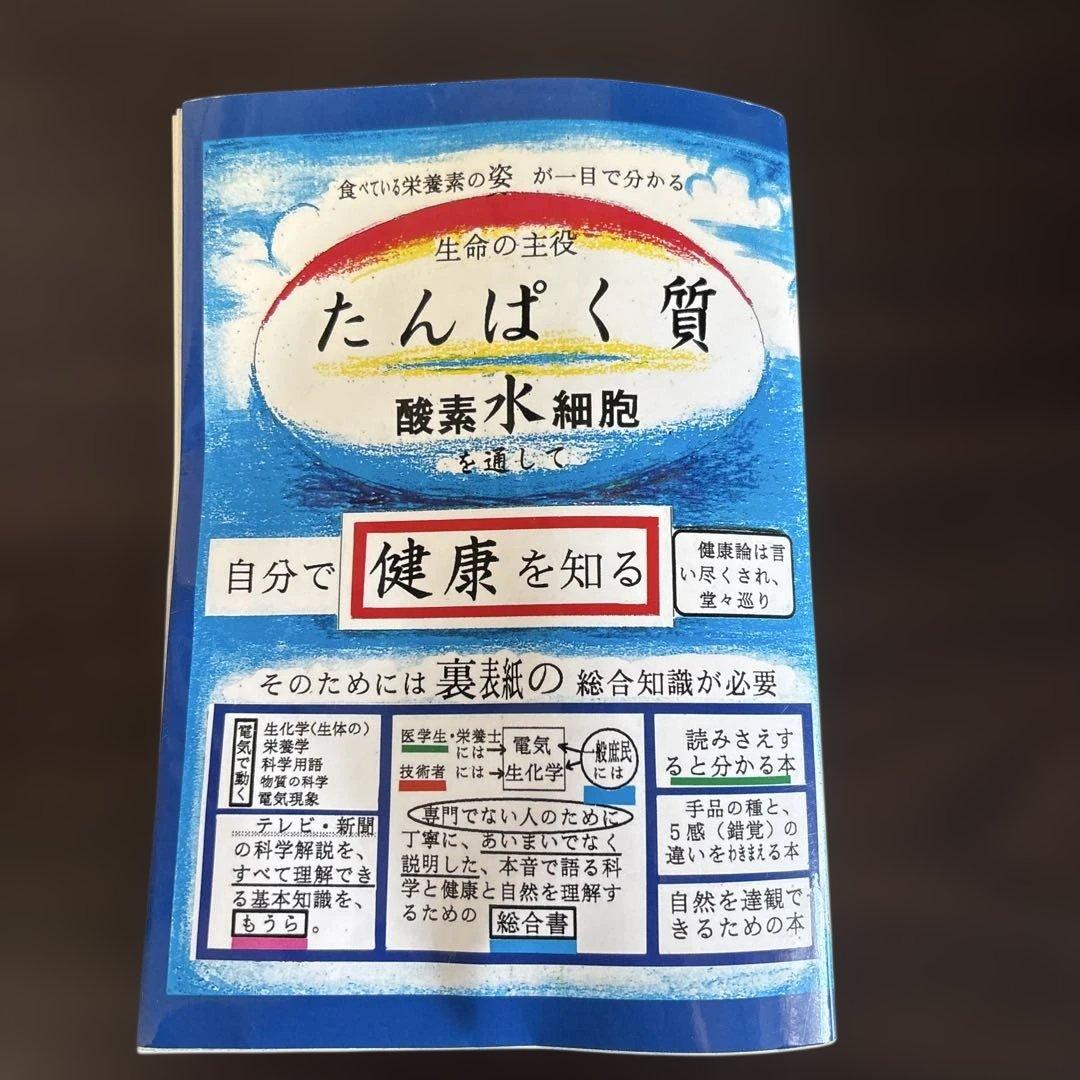 食べている栄養素の姿 が一目で分かる
生命の主役
たんぱく質
酸素水細胞
を通して
自分で健康を知る
健康論は言
い尽くされ、
堂々巡り
そのためには裏表紙の総合知識が必要
電気で動く
生化学(生体の)
栄養学
科学用語
物質の科学
電気現象
テレビ・新聞
の科学解説を、
すべて理解でき
る基本知識を、
もうら。
医学生・栄養士
には→
技術者 には→
電気
生化学
一般庶民
には
専門でない人のために
丁寧に、あいまいでなく
説明した、本音で語る科
学と健康と自然を理解す
るための 総合書
読みさえす
ると分かる本
手品の種と、
5感(錯覚)の
違いをわきまえる本
自然を達観で
きるための本